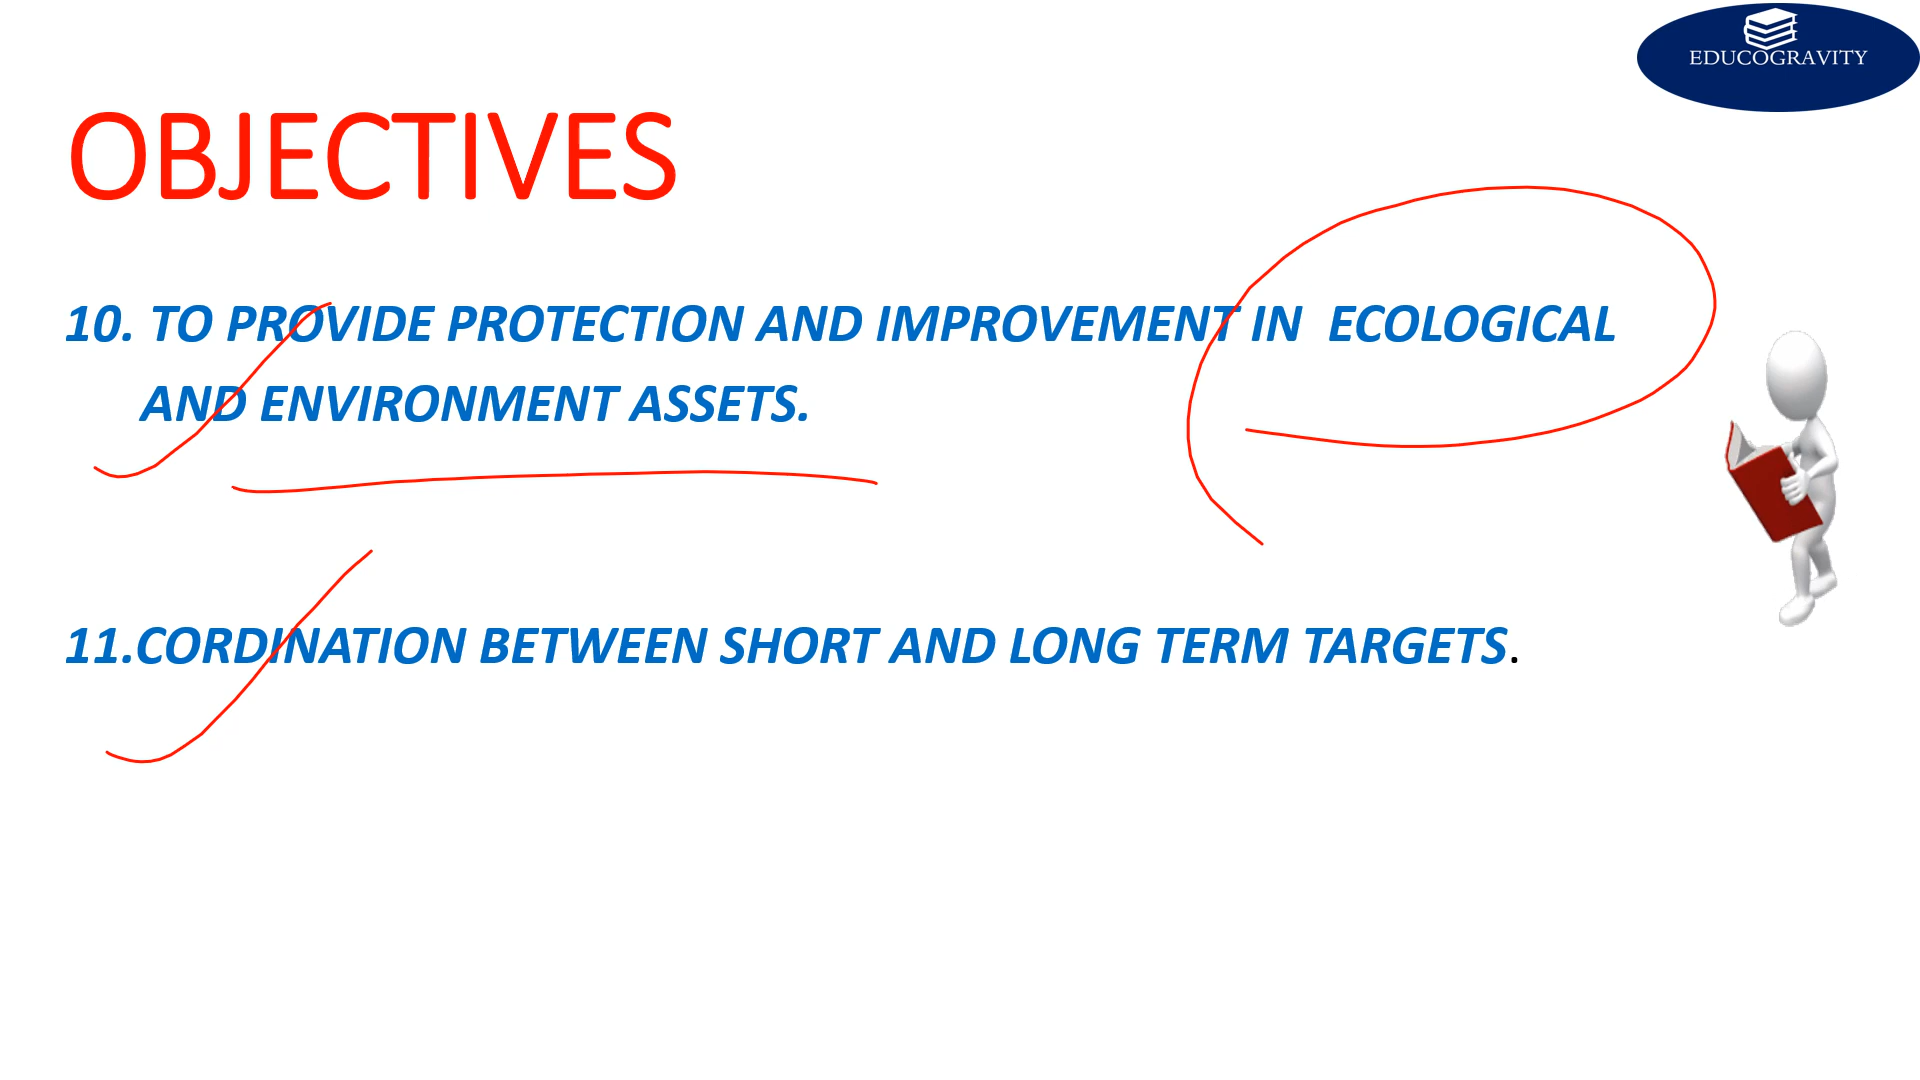 EDUCOGRAVITY
OBJECTIVES
10. TO PROVIDE PROTECTION AND IMPROVEMENT IN  ECOLOGICAL
AND ENVIRONMENT ASSETS.
11.CORDINATION BETWEEN SHORT AND LONG TERM TARGETS.